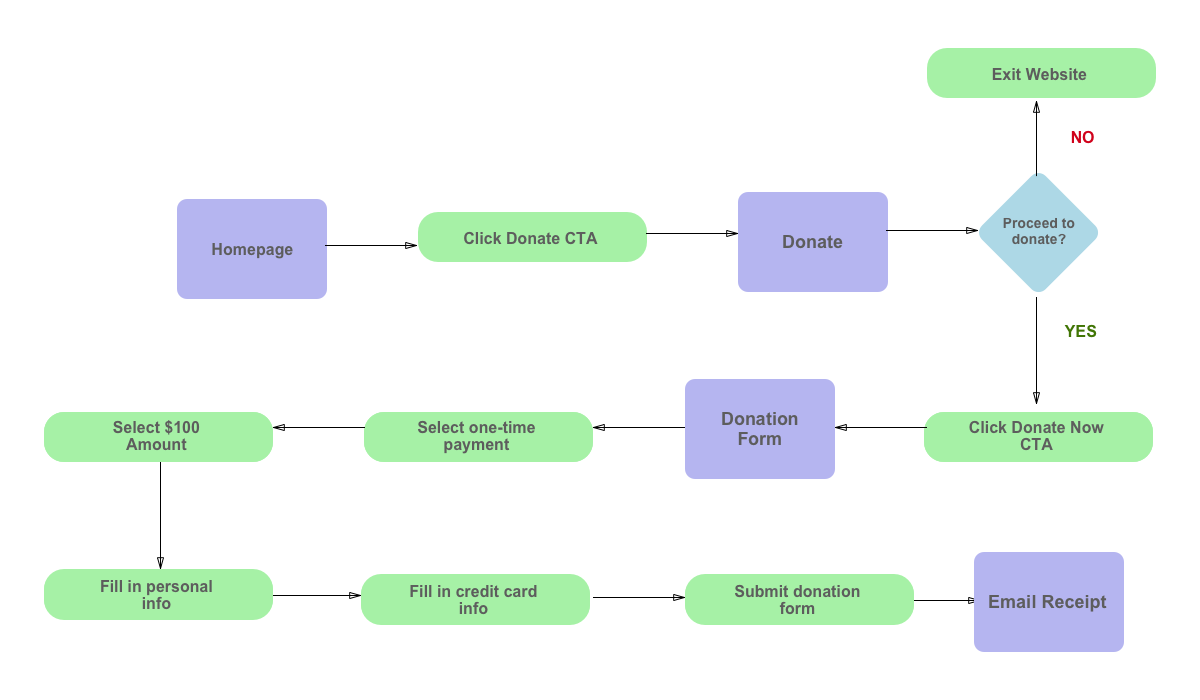 Exit Website
NO
Homepage
Click Donate CTA
Donate
Proceed to
donate?
YES
Select $100
Amount
Select one-time
payment
Donation
Form
Click Donate Now
CTA
Fill in personal
info
Fill in credit card
info
Submit donation
form
Email Receipt